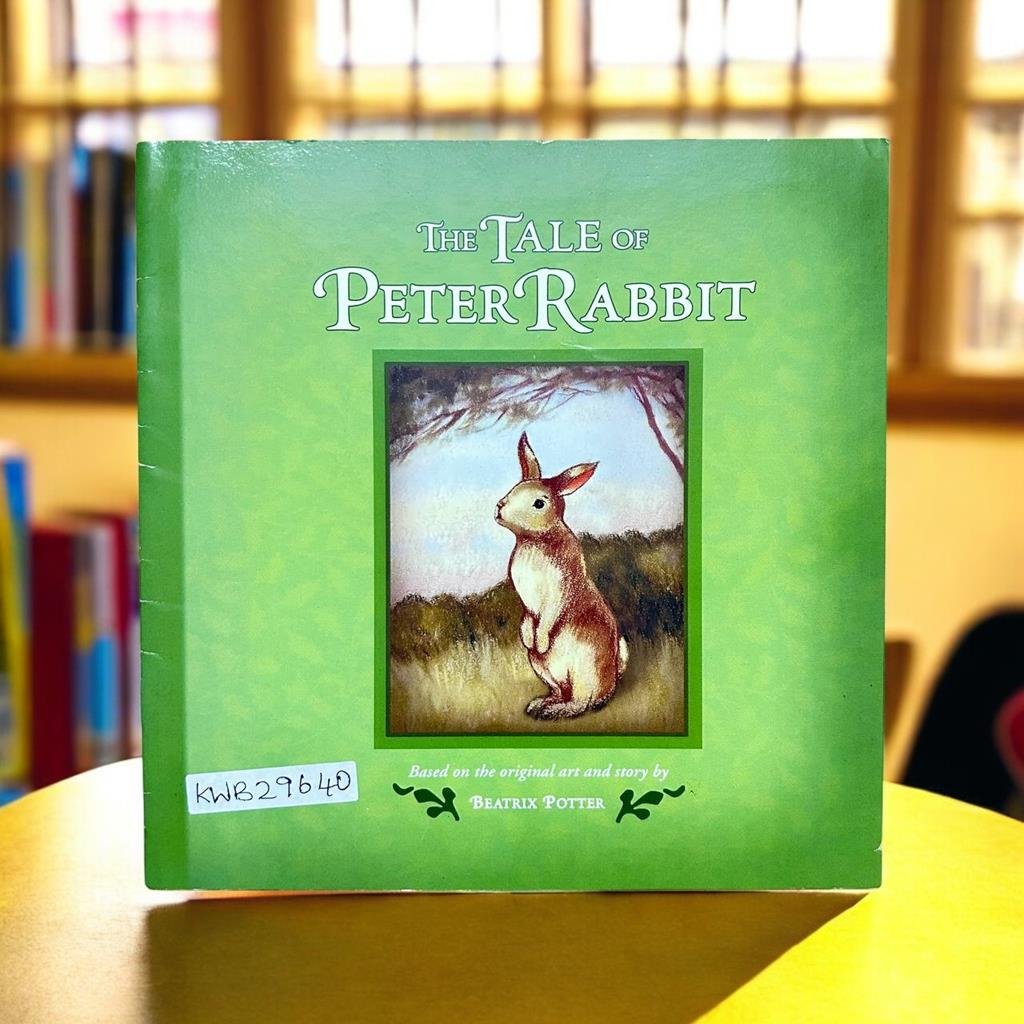 THE TALE OF
PETER RABBIT
KWB29640
Based on the original art and story by
BEATRIX POTTER